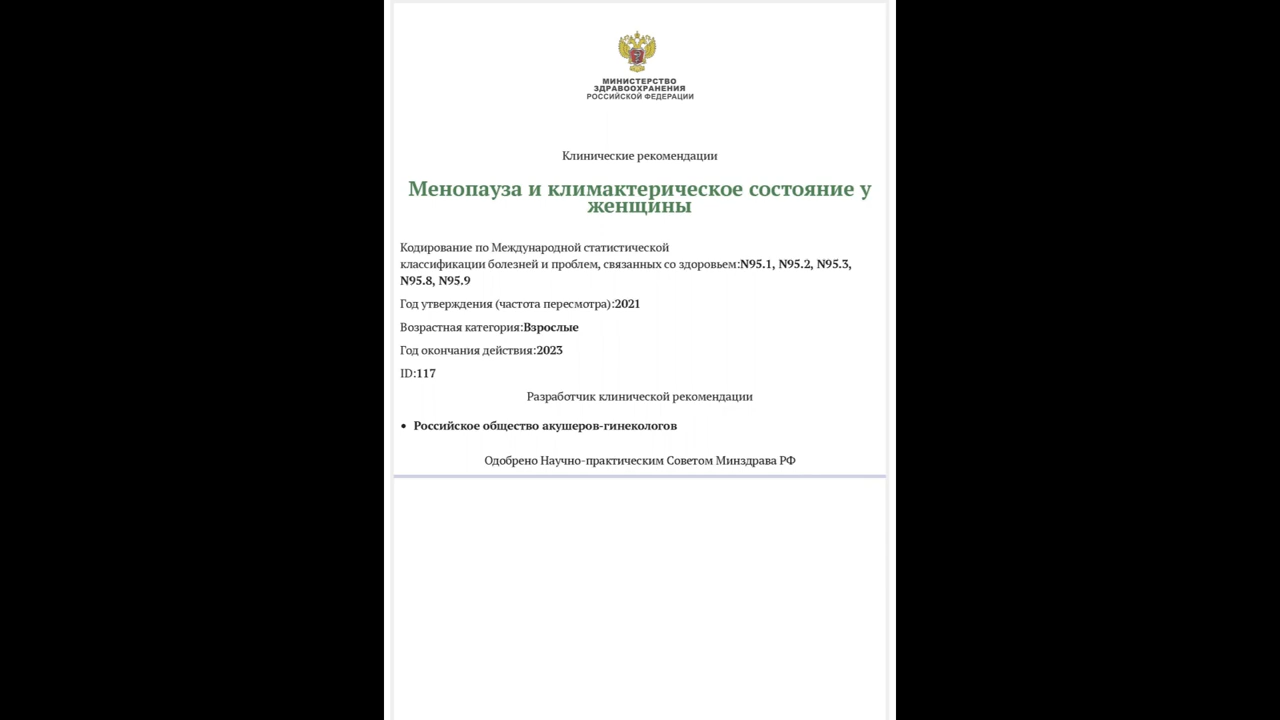 МИНИСТЕРСТВО
ЗДРАВООХРАНЕНИЯ
РОССИЙСКОЙ ФЕДЕРАЦИИ
Клинические рекомендации
Менопауза и климактерическое состояние у
женщины
Кодирование по Международной статистической
классификации болезней и проблем, связанных со здоровьем:N95.1, N95.2, N95.3,
N95.8, N95.9
Год утверждения (частота пересмотра):2021
Возрастная категория:Взрослые
Год окончания действия:2023
ID:117
Разработчик клинической рекомендации
• Российское общество акушеров-гинекологов
Одобрено Научно-практическим Советом Минздрава РФ